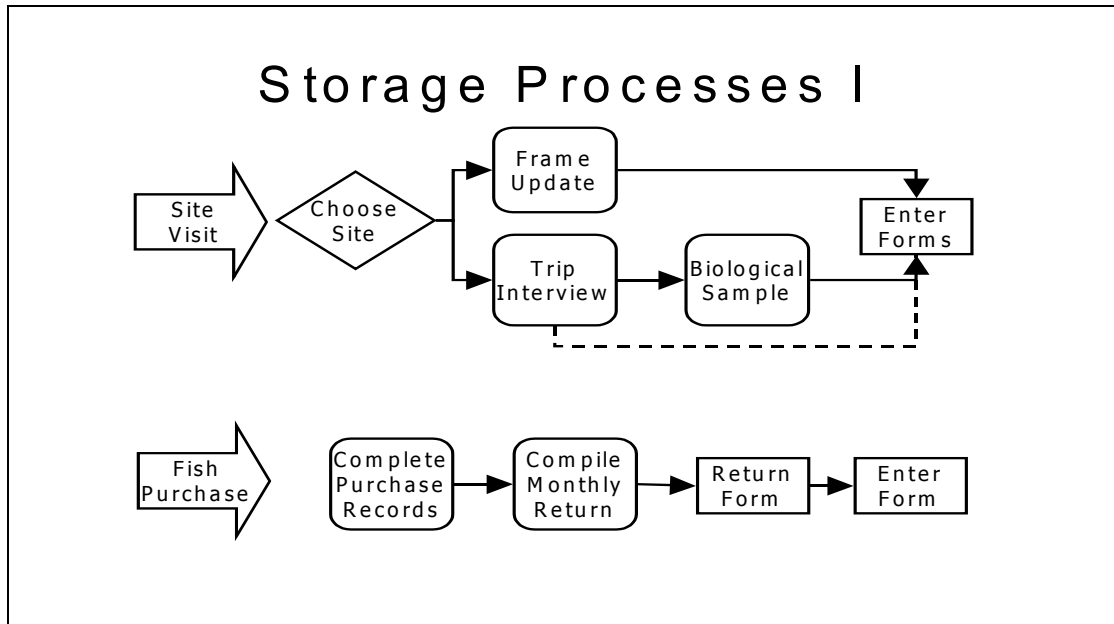 Storage Processes I
Site
Visit
Choose
Site
Frame
Update
Trip
Interview
Biological
Sample
Enter
Forms
Fish
Purchase
Complete
Purchase
Records
Compile
Monthly
Return
Return
Form
Enter
Form